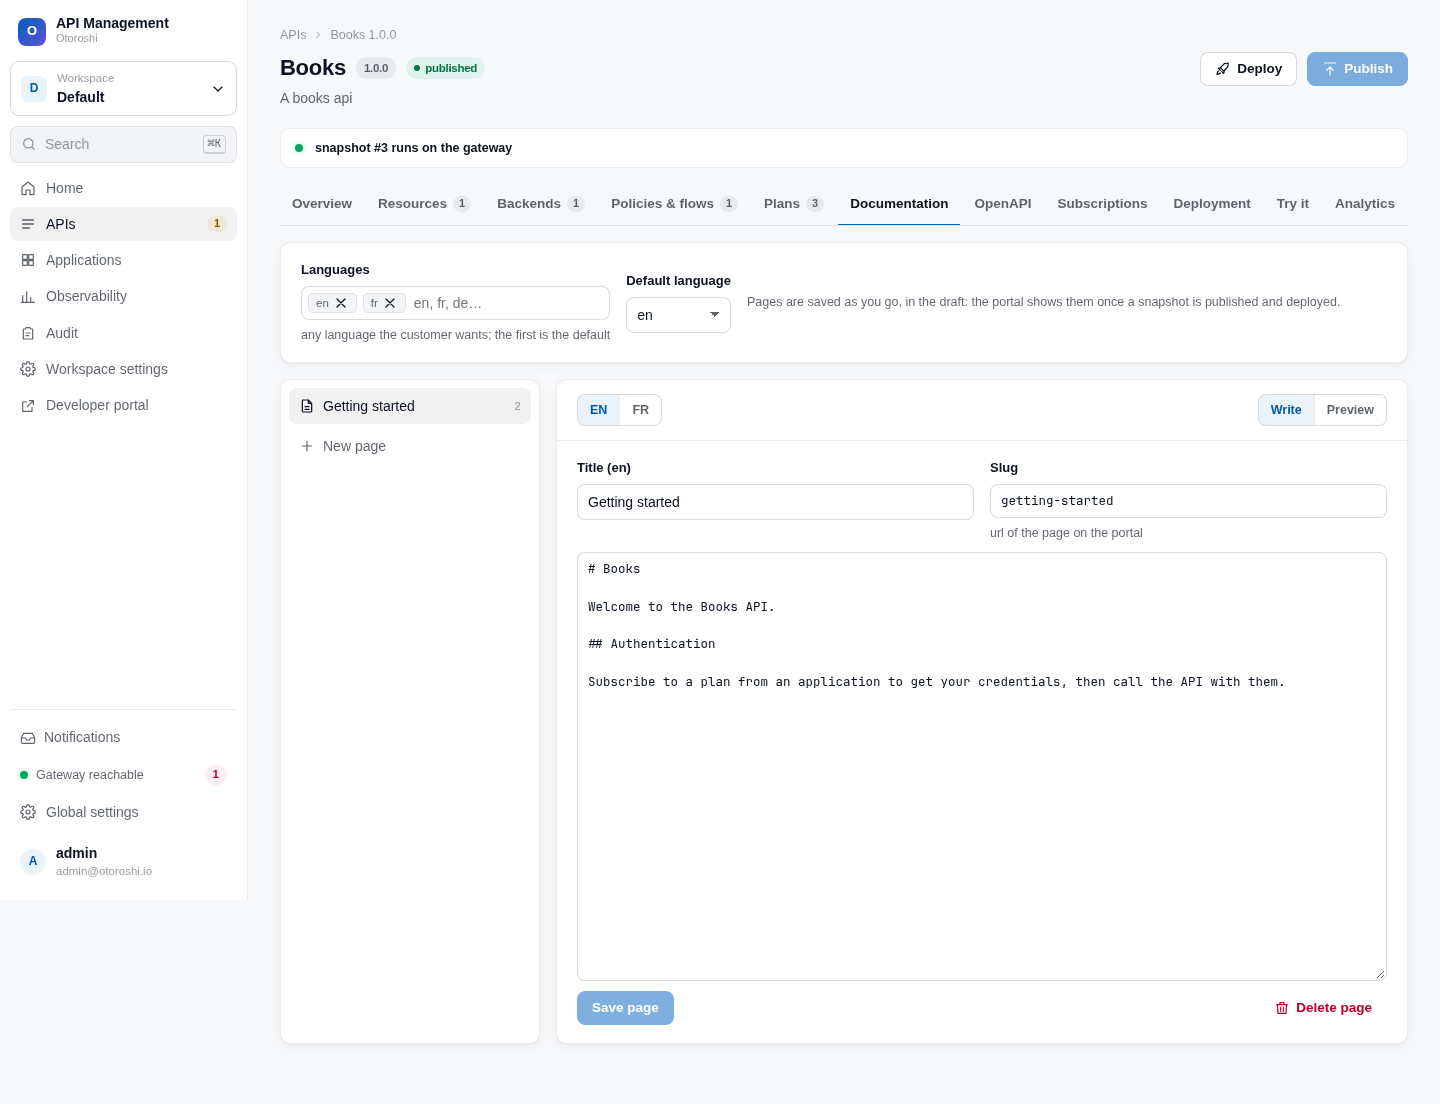 O
API Management
Otoroshi
D
Workspace
Default
Search
⌘K
Home
APIs
1
Applications
Observability
Audit
Workspace settings
Developer portal
Notifications
Gateway reachable
1
Global settings
A
admin
admin@otoroshi.io
APIs
Books 1.0.0
Books
1.0.0
published
Deploy
Publish
A books api
snapshot #3 runs on the gateway
Overview
Resources 1
Backends 1
Policies & flows 1
Plans 3
Documentation
OpenAPI
Subscriptions
Deployment
Try it
Analytics
Languages
en
fr
en, fr, de…
any language the customer wants; the first is the default
Default language
en
Pages are saved as you go, in the draft: the portal shows them once a snapshot is published and deployed.
Getting started
2
New page
EN
FR
Write
Preview
Title (en)
Getting started
Slug
getting-started
url of the page on the portal
# Books
Welcome to the Books API.
## Authentication
Subscribe to a plan from an application to get your credentials, then call the API with them.
Save page
Delete page